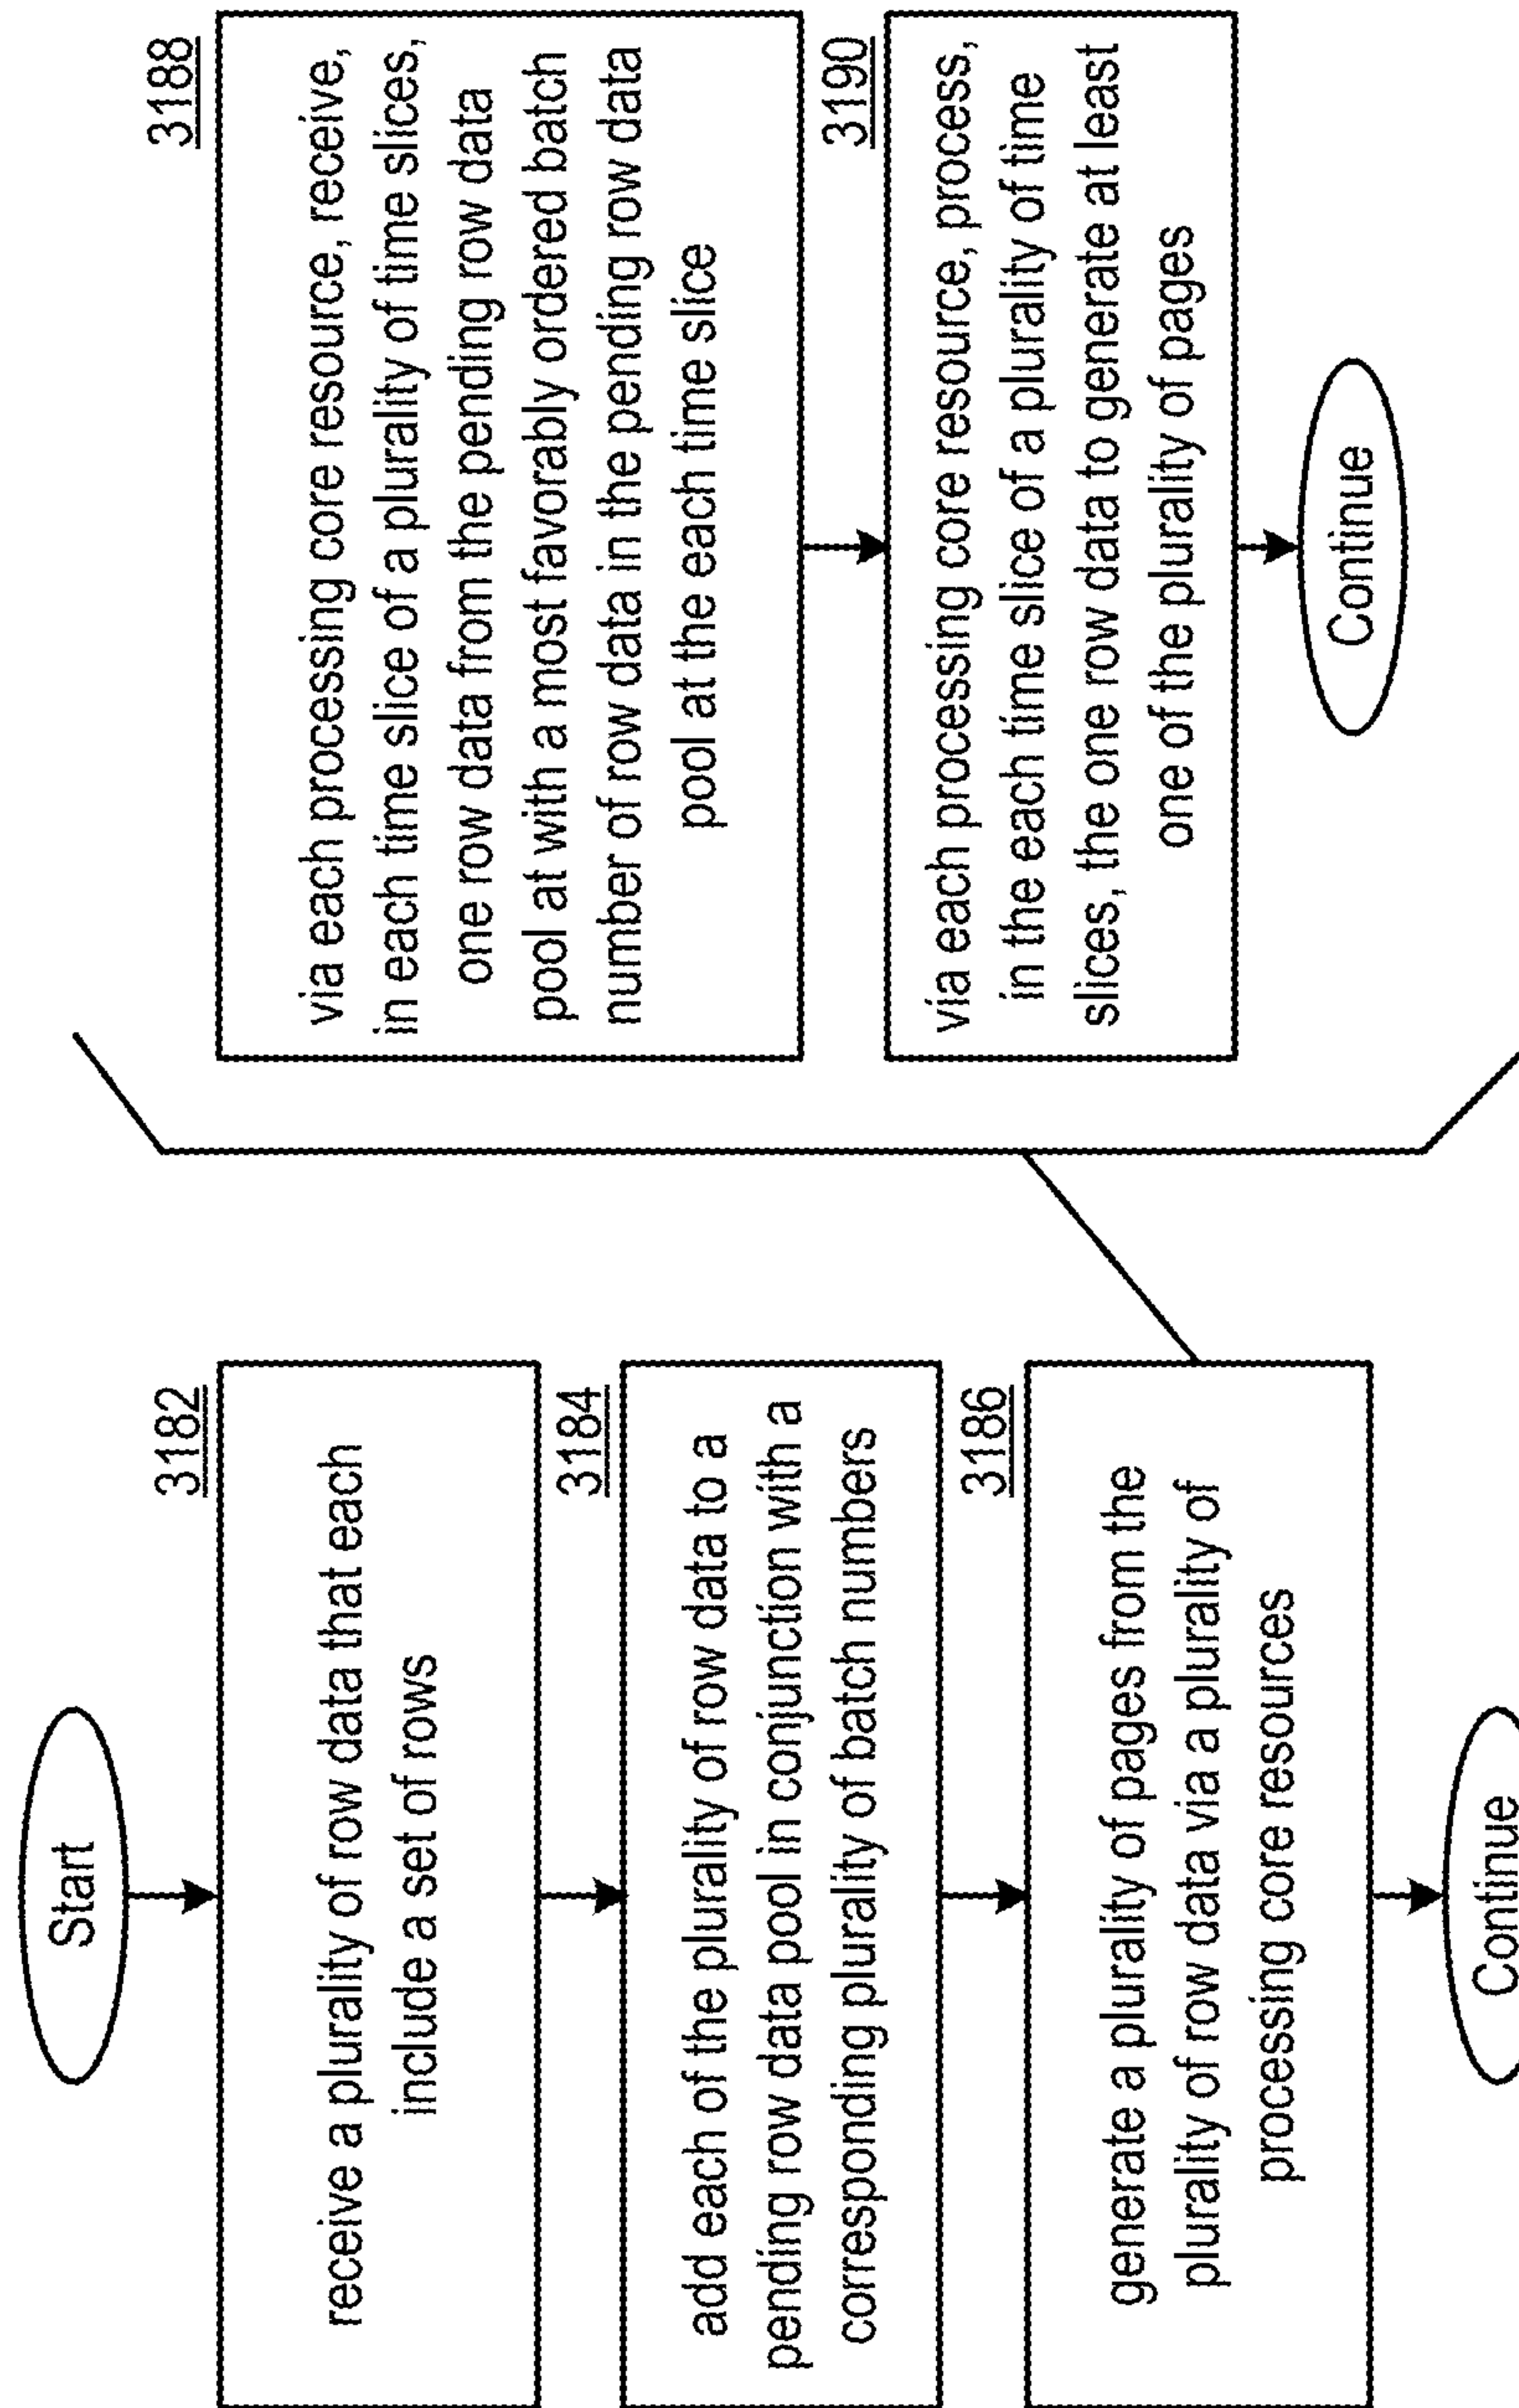 Start
3182
receive a plurality of row data that each
include a set of rows
3184
add each of the plurality of row data to a
pending row data pool in conjunction with a
corresponding plurality of batch numbers
3186
generate a plurality of pages from the
plurality of row data via a plurality of
processing core resources
Continue
3188
via each processing core resource, receive,
in each time slice of a plurality of time slices,
one row data from the pending row data
pool at with a most favorably ordered batch
number of row data in the pending row data
pool at the each time slice
3190
via each processing core resource, process,
in the each time slice of a plurality of time
slices, the one row data to generate at least
one of the plurality of pages
Continue